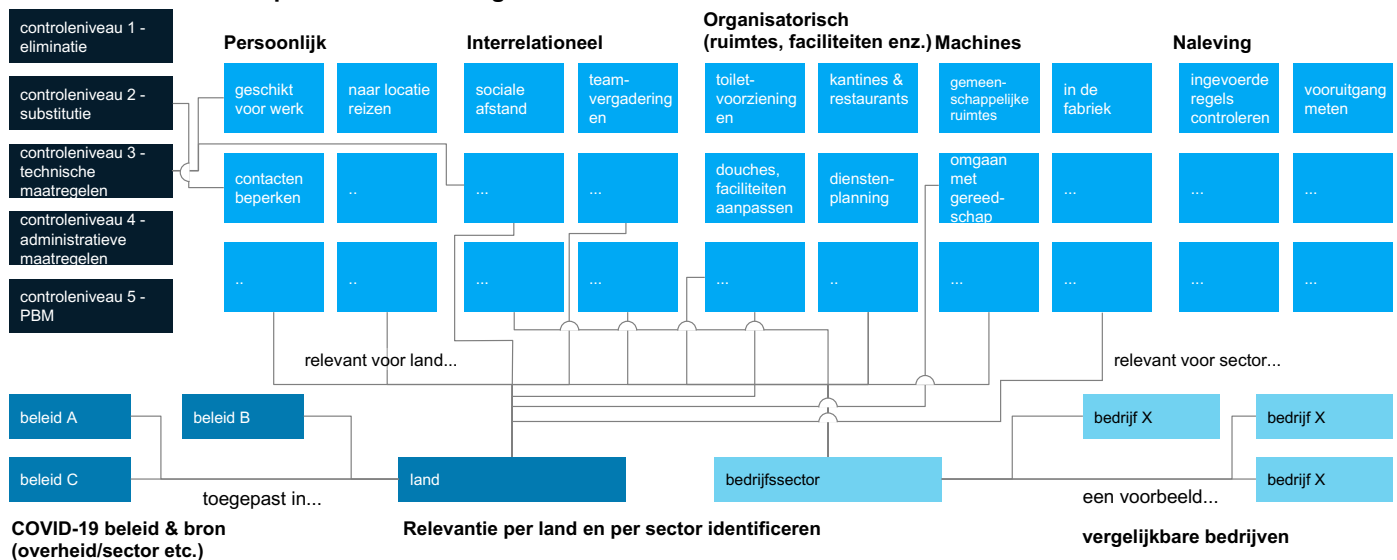 controleniveau 1 -
eliminatie
controleniveau 2 -
substitutie
controleniveau 3 -
technische
maatregelen
controleniveau 4 -
administratieve
maatregelen
controleniveau 5 -
PBM
Persoonlijk
Interrelationeel
Organisatorisch
(ruimtes, faciliteiten enz.)
Machines
Naleving
geschikt
voor werk
naar locatie
reizen
sociale
afstand
team-
vergadering
en
toilet-
voorziening
en
kantines &
restaurants
gemeen-
schappelijke
ruimtes
in de
fabriek
ingevoerde
regels
controleren
vooruitgang
meten
contacten
beperken
..
...
...
douches,
faciliteiten
aanpassen
diensten-
planning
omgaan
met
gereed-
schap
...
...
...
..
..
...
...
...
..
...
...
...
...
relevant voor land...
relevant voor sector...
beleid A
beleid B
bedrijf X
bedrijf X
beleid C
land
bedrijfssector
bedrijf X
toegepast in...
een voorbeeld...
COVID-19 beleid & bron
(overheid/sector etc.)
Relevantie per land en per sector identificeren
vergelijkbare bedrijven